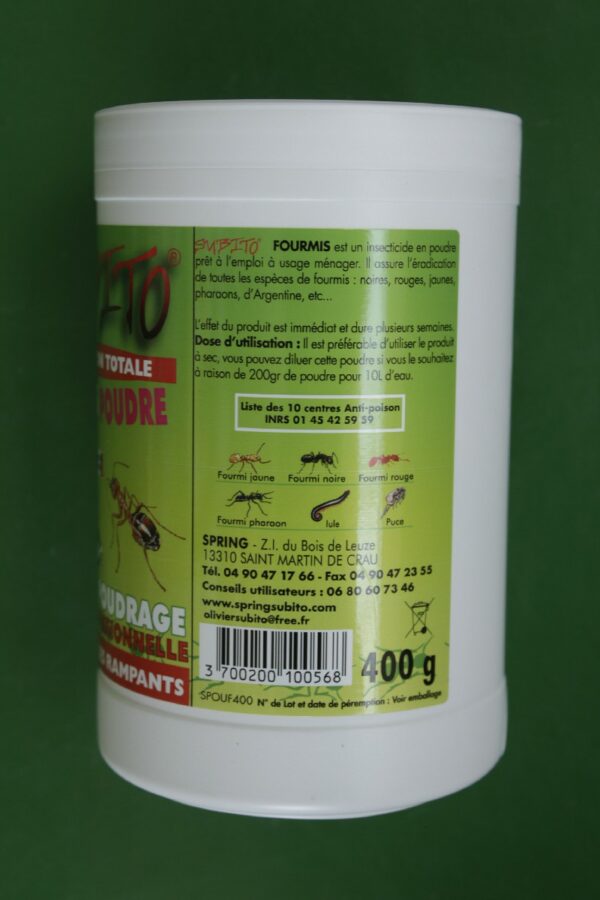 ITO®
TOTALE
POUDRE
OUDRAGE
ONNELLE
RAMPANTS
SUBITO® FOURMIS est un insecticide en poudre
prêt à l'emploi à usage ménager. Il assure l'éradication
de toutes les espèces de fourmis : noires, rouges, jaunes,
pharaons, d'Argentine, etc...
L'effet du produit est immédiat et dure plusieurs semaines.
Dose d'utilisation : Il est préférable d'utiliser le produit
à sec, vous pouvez diluer cette poudre si vous le souhaitez
à raison de 200gr de poudre pour 10L d'eau.
Liste des 10 centres Anti-poison
INRS 01 45 42 59 59
Fourmi jaune Fourmi noire Fourmi rouge
Fourmi pharaon Iule Puce
SPRING - Z.I. du Bois de Leuze
13310 SAINT MARTIN DE CRAU
Tél. 04 90 47 17 66 - Fax 04 90 47 23 55
Conseils utilisateurs : 06 80 60 73 46
www.springsubito.com
oliviersubito@free.fr
3 700200 100568
400 g
SPOUF400 N° de Lot et date de péremption : Voir emballage